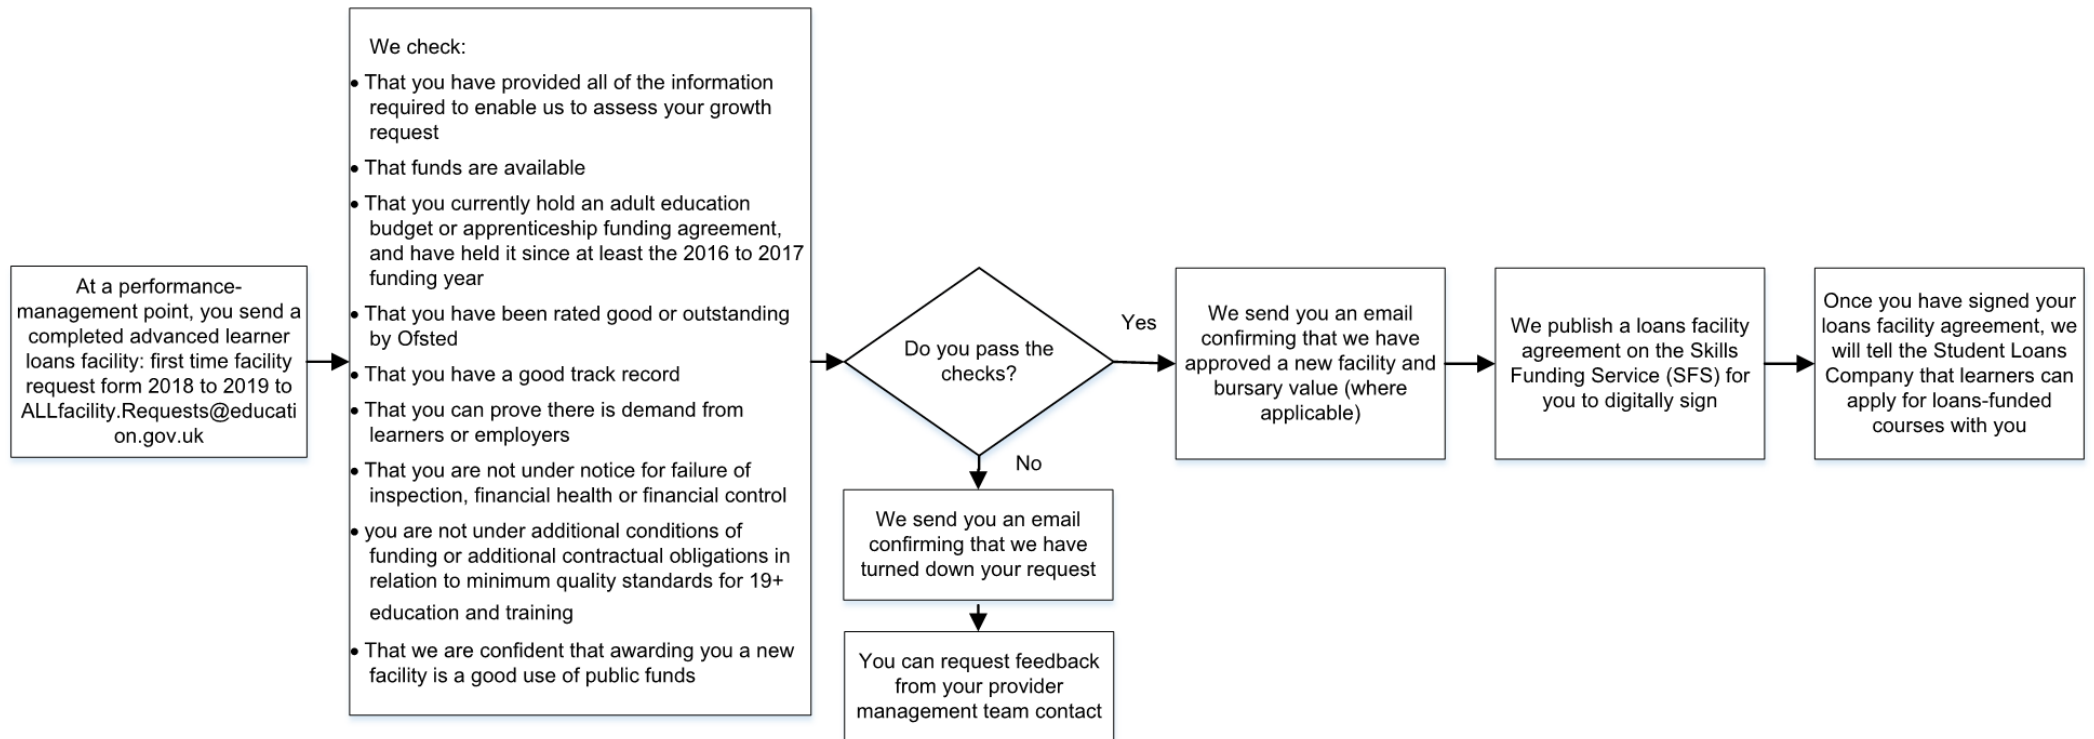 At a performance-
management point, you send a
completed advanced learner
loans facility: first time facility
request form 2018 to 2019 to
ALLfacility.Requests@educati
on.gov.uk
We check:
• That you have provided all of the information
required to enable us to assess your growth
request
• That funds are available
• That you currently hold an adult education
budget or apprenticeship funding agreement,
and have held it since at least the 2016 to 2017
funding year
• That you have been rated good or outstanding
by Ofsted
• That you have a good track record
• That you can prove there is demand from
learners or employers
• That you are not under notice for failure of
inspection, financial health or financial control
• you are not under additional conditions of
funding or additional contractual obligations in
relation to minimum quality standards for 19+
education and training
• That we are confident that awarding you a new
facility is a good use of public funds
Do you pass the
checks?
Yes
We send you an email
confirming that we have
approved a new facility and
bursary value (where
applicable)
We publish a loans facility
agreement on the Skills
Funding Service (SFS) for
you to digitally sign
Once you have signed your
loans facility agreement, we
will tell the Student Loans
Company that learners can
apply for loans-funded
courses with you
No
We send you an email
confirming that we have
turned down your request
You can request feedback
from your provider
management team contact